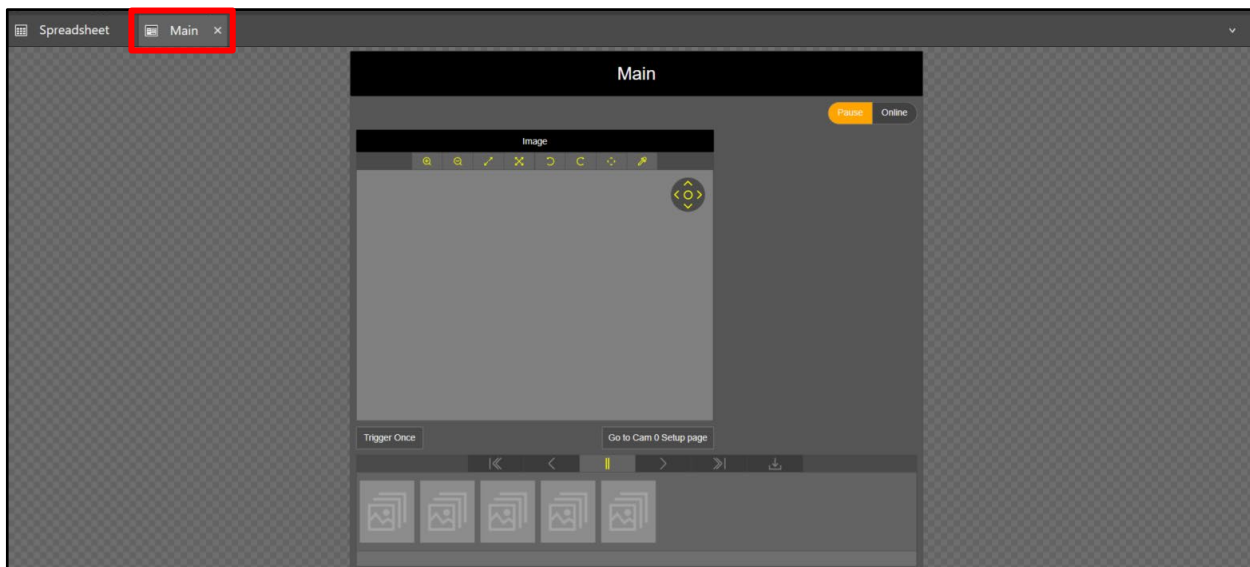 Spreadsheet Main
Main
Pause Online
Image
Trigger Once Go to Cam 0 Setup page